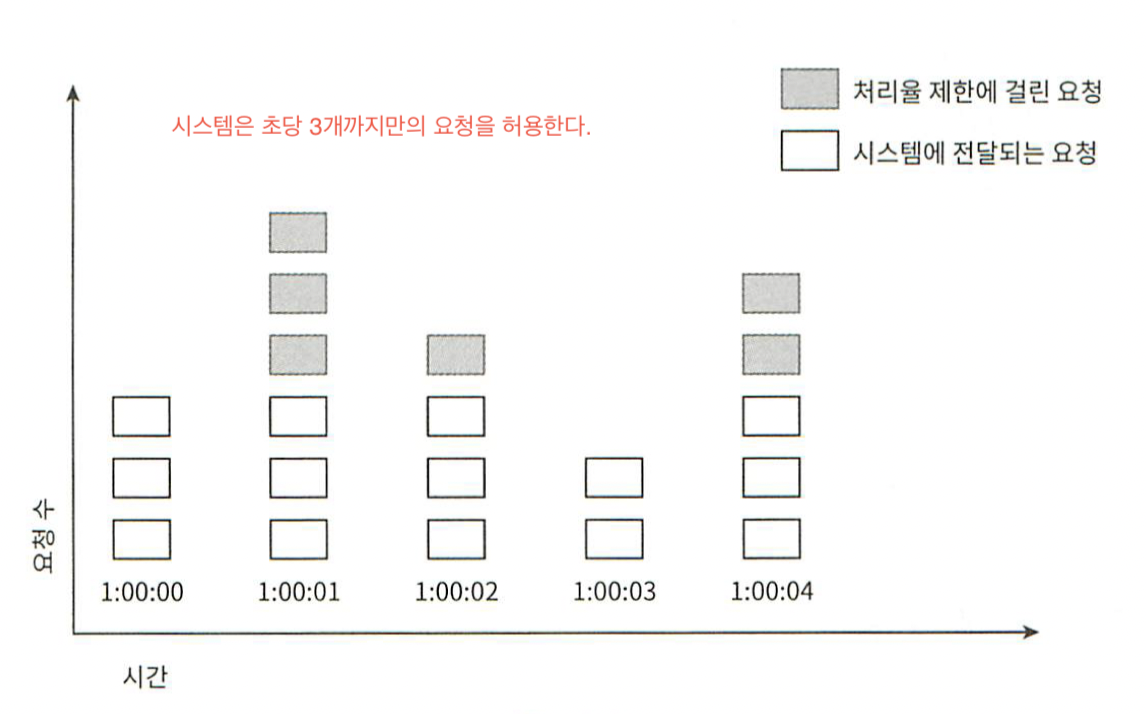 처리율 제한에 걸린 요청
시스템은 초당 3개까지만의 요청을 허용한다.
시스템에 전달되는 요청
요청 수
1:00:00 1:00:01 1:00:02 1:00:03 1:00:04
시간